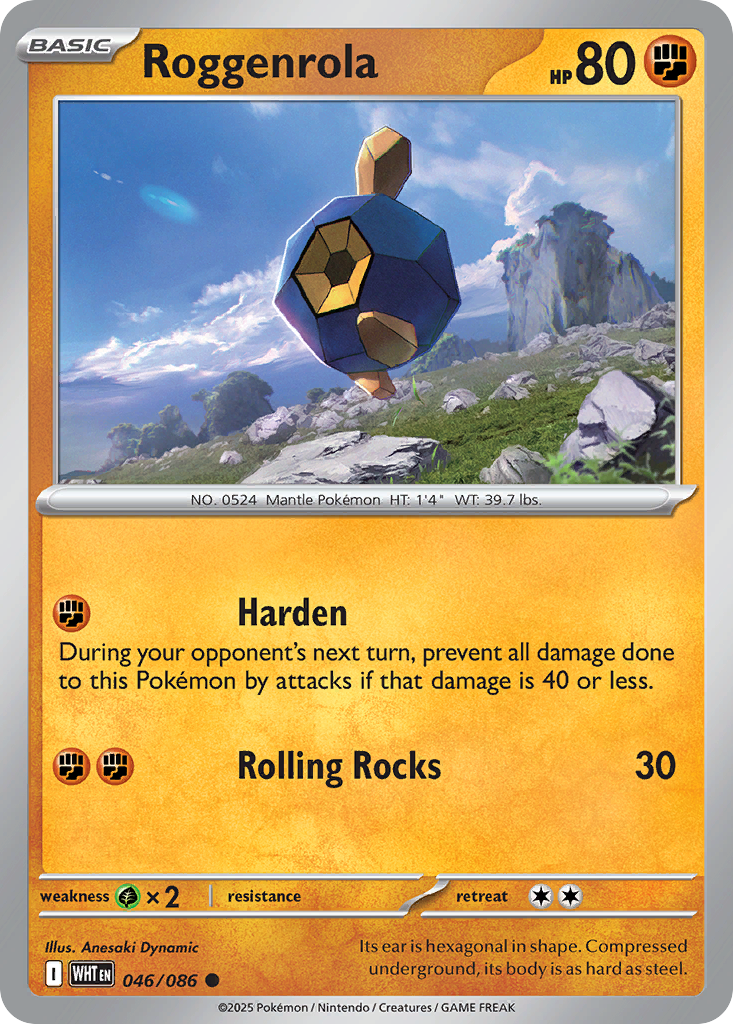 BASIC
Roggenrola
HP 80
NO. 0524 Mantle Pokémon HT: 1'4" WT: 39.7 lbs.
Harden
During your opponent's next turn, prevent all damage done
to this Pokémon by attacks if that damage is 40 or less.
Rolling Rocks 30
weakness ×2 resistance retreat
Illus. Anesaki Dynamic
Its ear is hexagonal in shape. Compressed
underground, its body is as hard as steel.
I WHT EN 046/086
©2025 Pokémon / Nintendo / Creatures / GAME FREAK